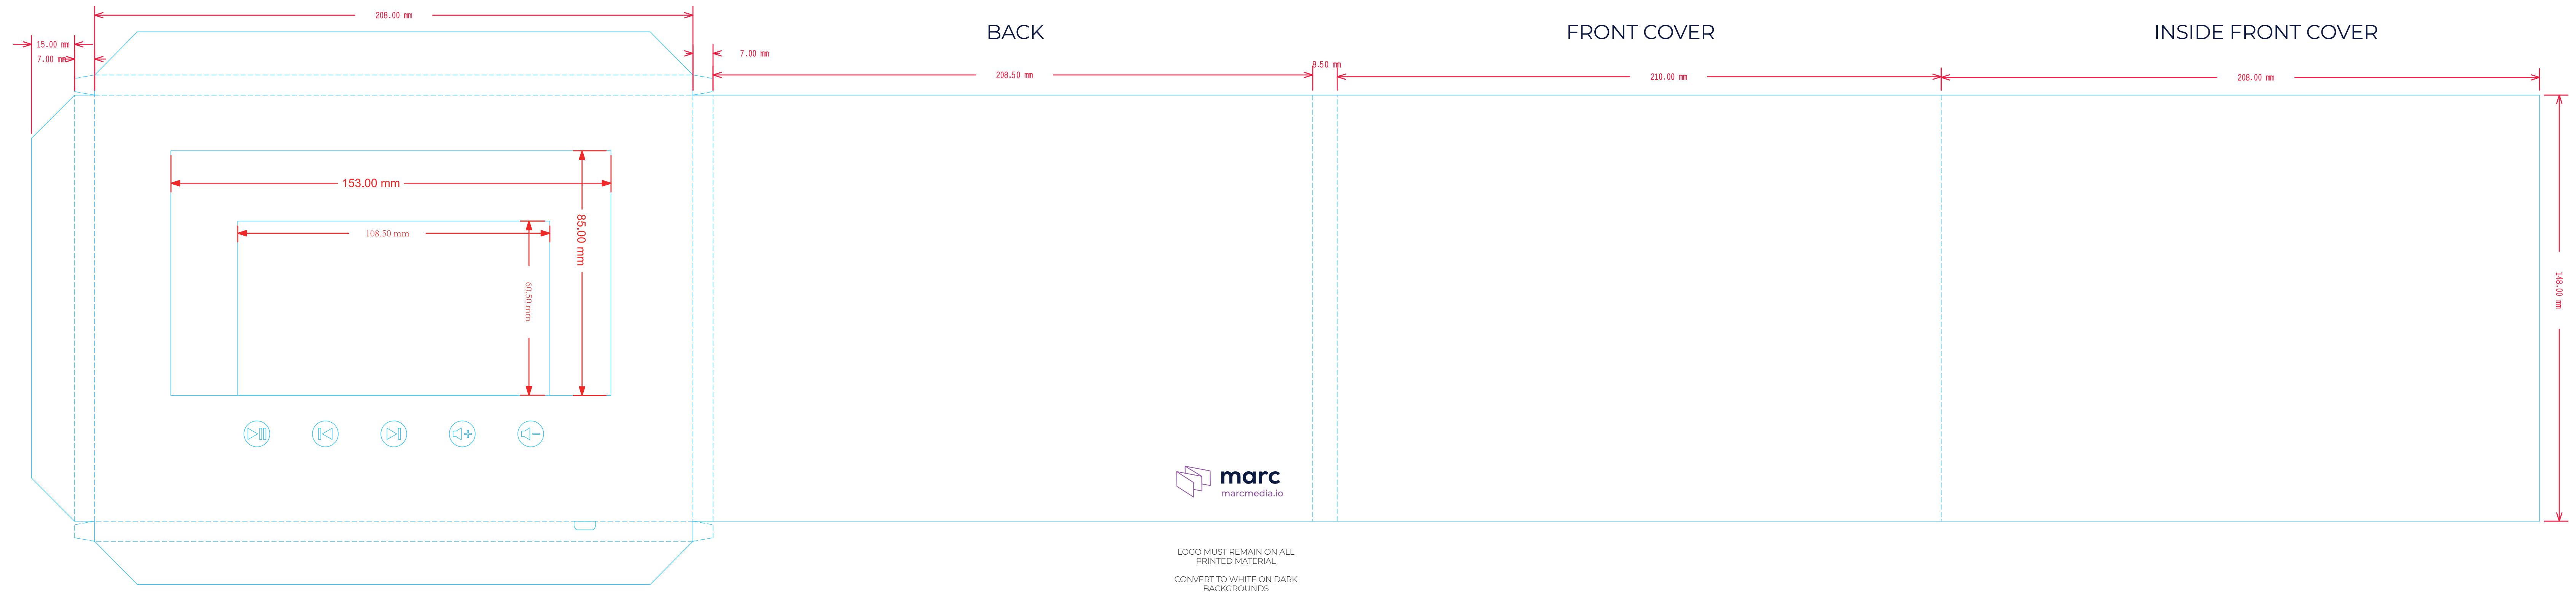 208.00 mm
BACK
FRONT COVER
INSIDE FRONT COVER
15.00 mm
7.00 mm
7.00 mm
8.50 mm
208.50 mm
210.00 mm
208.00 mm
153.00 mm
85.00 mm
108.50 mm
60.50 mm
148.00 mm
marc
marcmedia.io
LOGO MUST REMAIN ON ALL
PRINTED MATERIAL
CONVERT TO WHITE ON DARK
BACKGROUNDS